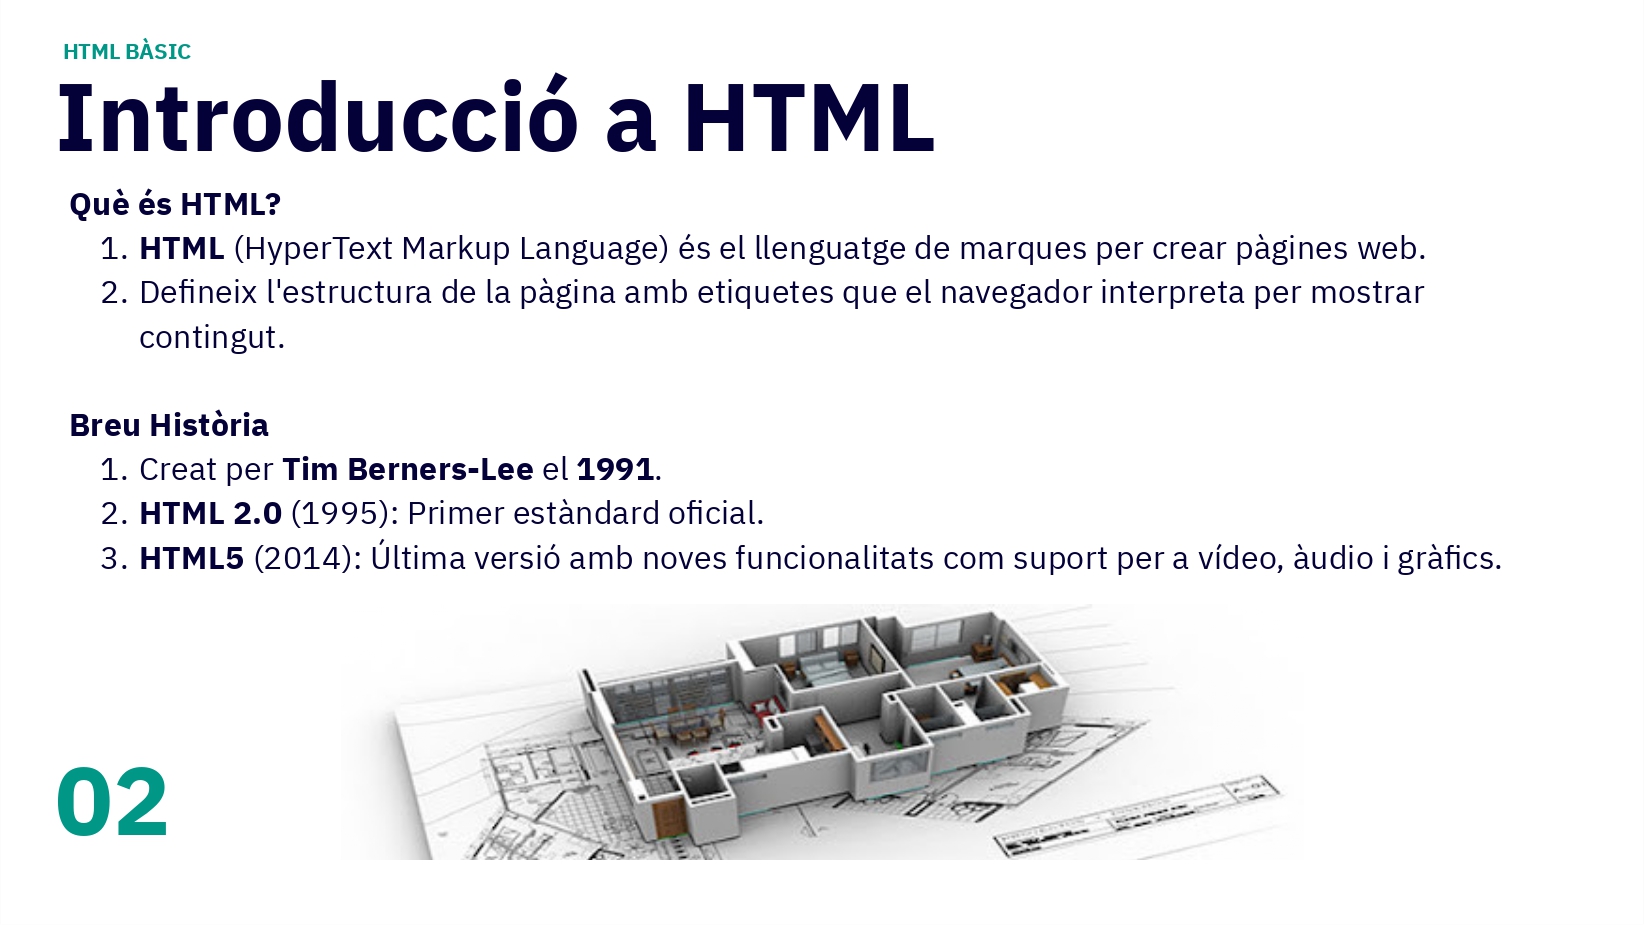 HTML BÀSIC
Introducció a HTML
Què és HTML?
1. HTML (HyperText Markup Language) és el llenguatge de marques per crear pàgines web.
2. Defineix l'estructura de la pàgina amb etiquetes que el navegador interpreta per mostrar
contingut.
Breu Història
1. Creat per Tim Berners-Lee el 1991.
2. HTML 2.0 (1995): Primer estàndard oficial.
3. HTML5 (2014): Última versió amb noves funcionalitats com suport per a vídeo, àudio i gràfics.
02